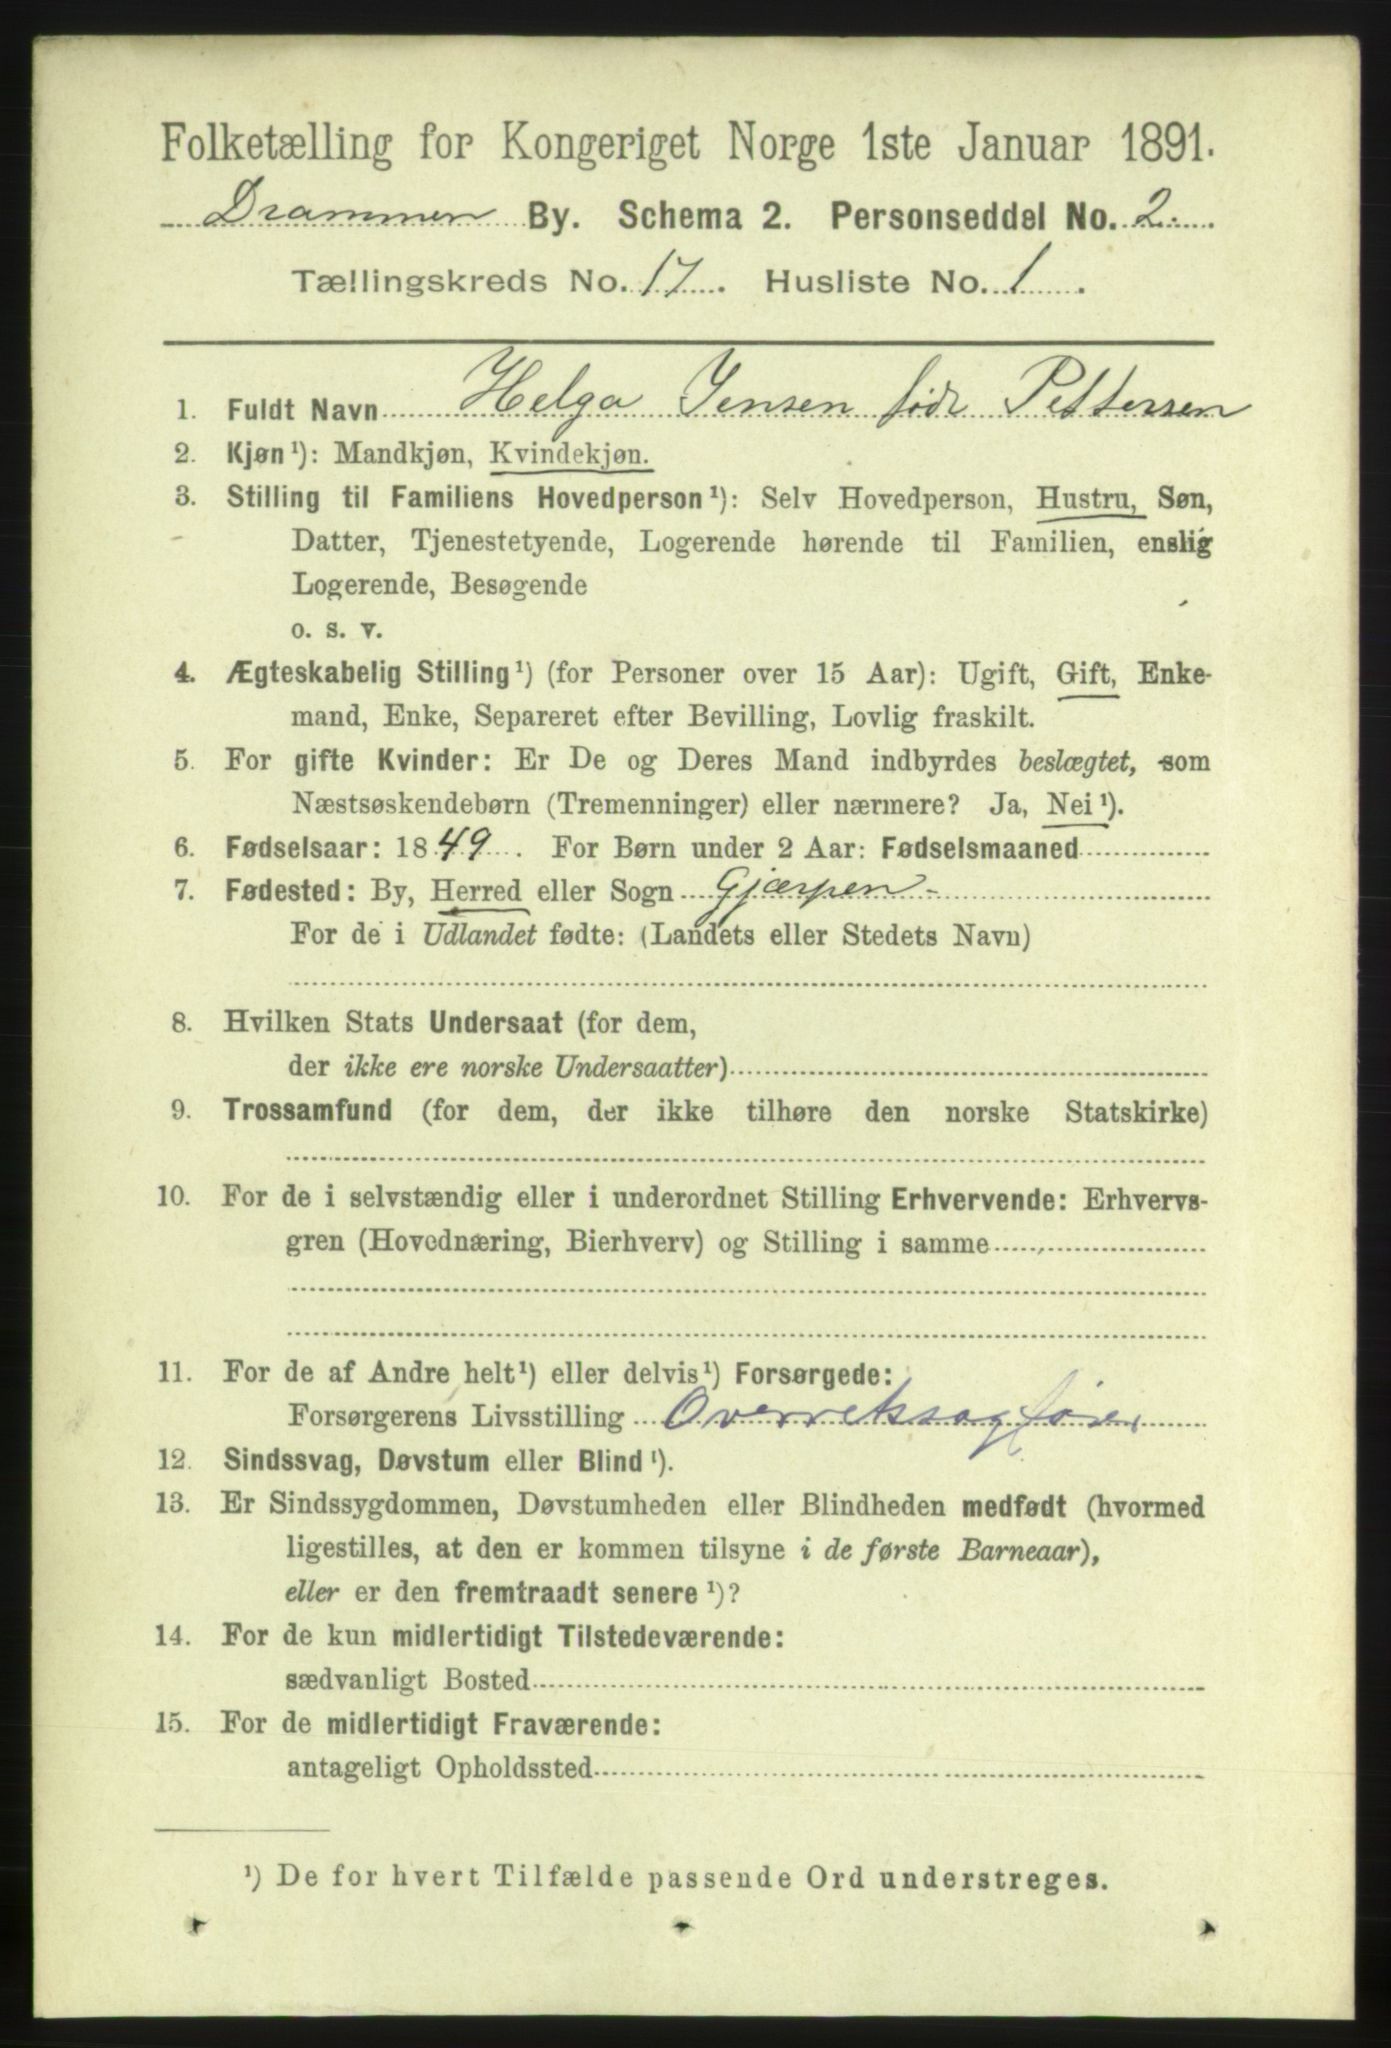 Folketælling for Kongeriget Norge 1ste Januar 1891.
Drammen By. Schema 2. Personseddel No. 2.
Tællingskreds No. 17. Husliste No. 1.
1. Fuldt Navn Helga Jensen født Pettersen
2. Kjøn¹): Mandkjøn, Kvindekjøn.
3. Stilling til Familiens Hovedperson¹): Selv Hovedperson, Hustru, Søn,
Datter, Tjenestetyende, Logerende hørende til Familien, enslig
Logerende, Besøgende
o. s. v.
4. Ægteskabelig Stilling¹) (for Personer over 15 Aar): Ugift, Gift, Enke-
mand, Enke, Separeret efter Bevilling, Lovlig fraskilt.
5. For gifte Kvinder: Er De og Deres Mand indbyrdes beslægtet, som
Næstsøskendebørn (Tremenninger) eller nærmere? Ja, Nei¹).
6. Fødselsaar: 1849. For Børn under 2 Aar: Fødselsmaaned
7. Fødested: By, Herred eller Sogn Gjærpen -
For de i Udlandet fødte: (Landets eller Stedets Navn)
8. Hvilken Stats Undersaat (for dem,
der ikke ere norske Undersaatter)
9. Trossamfund (for dem, der ikke tilhøre den norske Statskirke)
10. For de i selvstændig eller i underordnet Stilling Erhvervende: Erhvervs-
gren (Hovednæring, Bierhverv) og Stilling i samme
11. For de af Andre helt¹) eller delvis¹) Forsørgede:
Forsørgerens Livsstilling Overretssagfører
12. Sindssvag, Døvstum eller Blind¹).
13. Er Sindssygdommen, Døvstumheden eller Blindheden medfødt (hvormed
ligestilles, at den er kommen tilsyne i de første Barneaar),
eller er den fremtraadt senere¹)?
14. For de kun midlertidigt Tilstedeværende:
sædvanligt Bosted
15. For de midlertidigt Fraværende:
antageligt Opholdssted
¹) De for hvert Tilfælde passende Ord understreges.